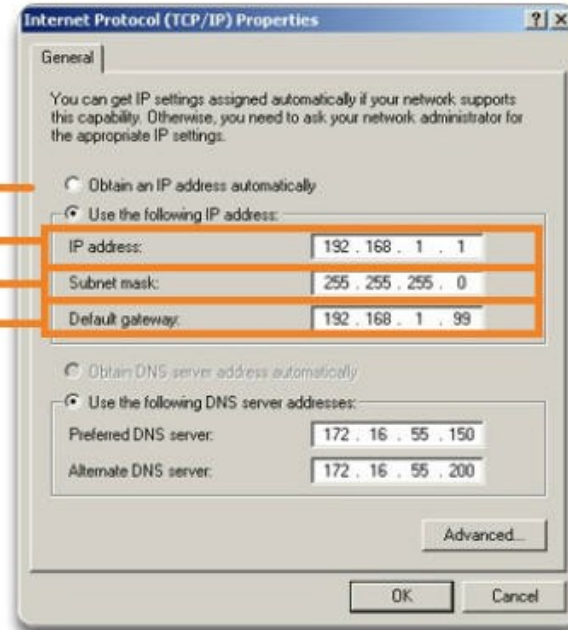 Internet Protocol (TCP/IP) Properties
General
You can get IP settings assigned automatically if your network supports
this capability. Otherwise, you need to ask your network administrator for
the appropriate IP settings.
Obtain an IP address automatically
Use the following IP address:
IP address: 192 . 168 . 1 . 1
Subnet mask: 255 . 255 . 255 . 0
Default gateway: 192 . 168 . 1 . 99
Obtain DNS server address automatically
Use the following DNS server addresses:
Preferred DNS server: 172 . 16 . 55 . 150
Alternate DNS server: 172 . 16 . 55 . 200
Advanced...
OK Cancel